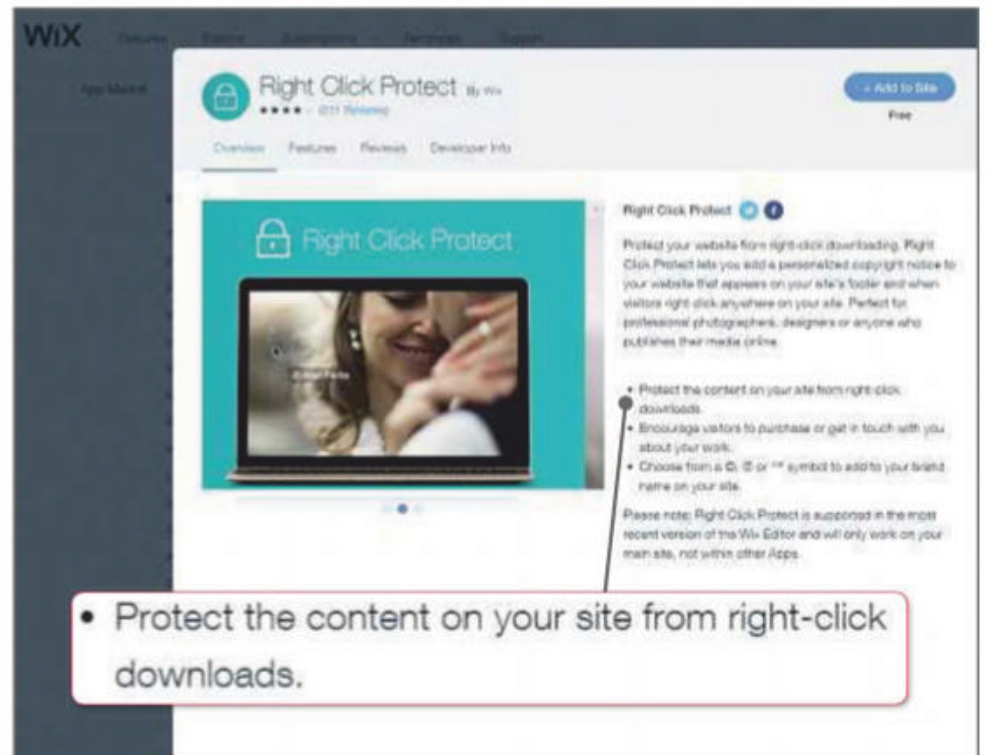 WiX
Features Explore Subscriptions Templates Support
App Market
Right Click Protect By Wix
(211 Reviews)
+ Add to Site
Free
Overview Features Reviews Developer Info
Right Click Protect
Right Click Protect
Protect your website from right-click downloading. Right
Click Protect lets you add a personalized copyright notice to
your website that appears on your site's footer and when
visitors right click anywhere on your site. Perfect for
professional photographers, designers or anyone who
publishes their media online.
• Protect the content on your site from right-click
downloads.
• Encourage visitors to purchase or get in touch with you
about your work.
• Choose from a ©, ® or ™ symbol to add to your brand
name on your site.
Please note: Right Click Protect is supported in the most
recent version of the Wix Editor and will only work on your
main site, not within other Apps.
• Protect the content on your site from right-click
downloads.